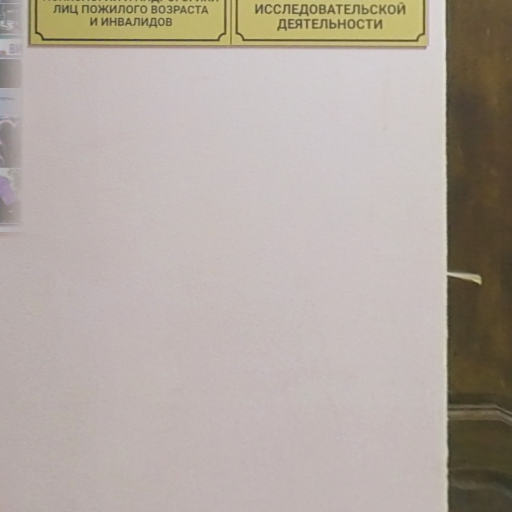 ЛИЦ ПОЖИЛОГО ВОЗРАСТА
И ИНВАЛИДОВ
ИССЛЕДОВАТЕЛЬСКОЙ
ДЕЯТЕЛЬНОСТИ